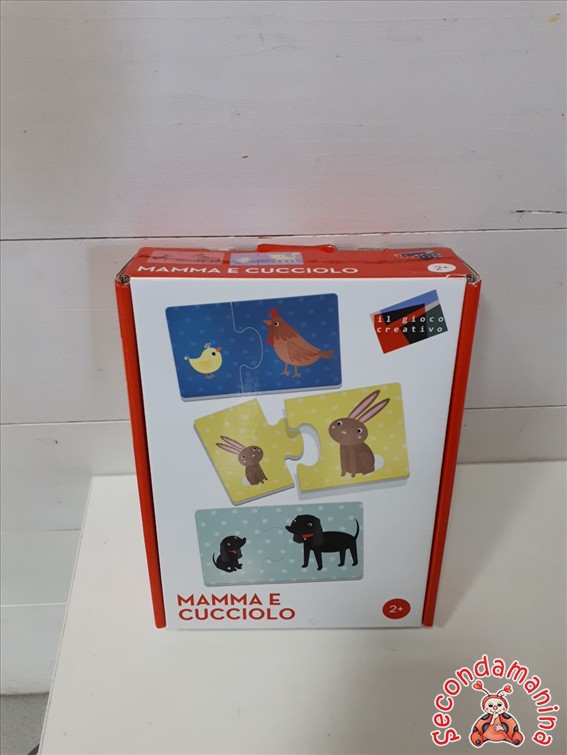 MAMMA E CUCCIOLO
2+
il gioco
creativo
MAMMA E
CUCCIOLO
2+
Secondamanina